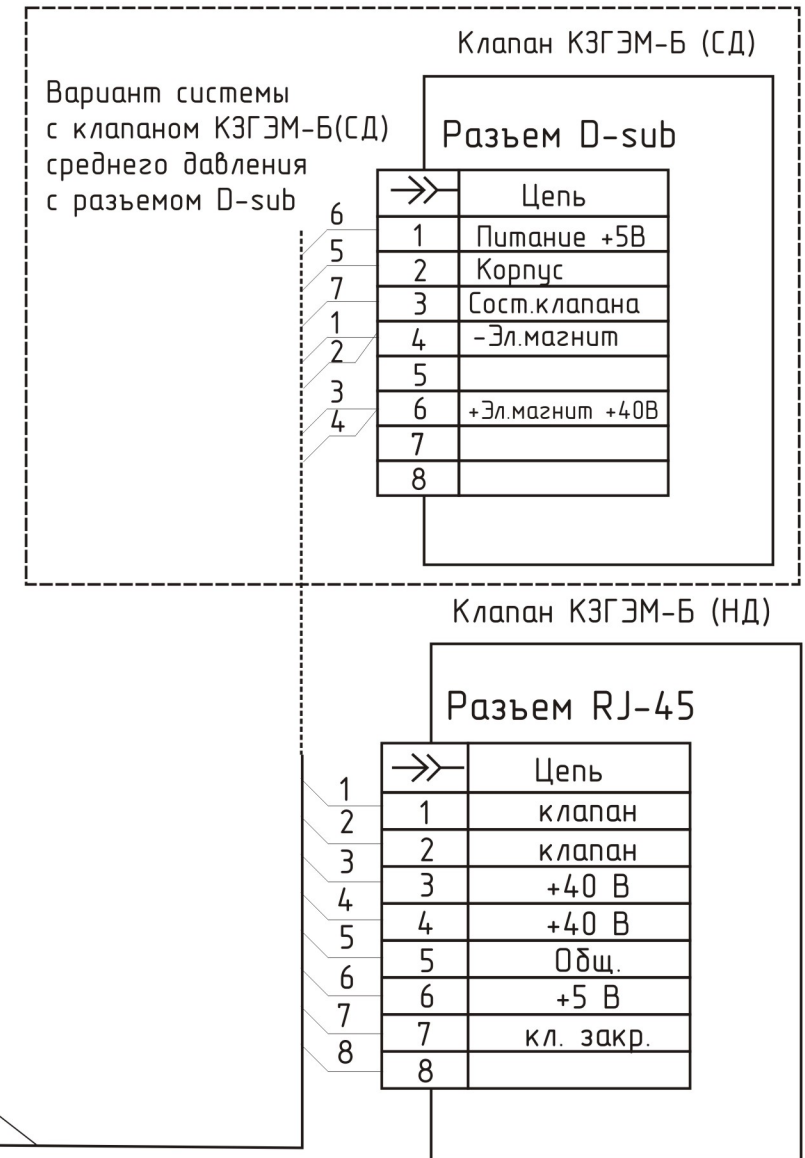 Клапан КЗГЭМ-Б (СД)
Вариант системы
с клапаном КЗГЭМ-Б(СД)
среднего давления
с разъемом D-sub
Разъем D-sub
Цепь
6 1 Питание +5В
5 2 Корпус
7 3 Сост.клапана
1 4 -Эл.магнит
2
5
3 6 +Эл.магнит +40В
4
7
8
Клапан КЗГЭМ-Б (НД)
Разъем RJ-45
Цепь
1 1 клапан
2 2 клапан
3 3 +40 В
4 4 +40 В
5 5 Общ.
6 6 +5 В
7 7 кл. закр.
8 8